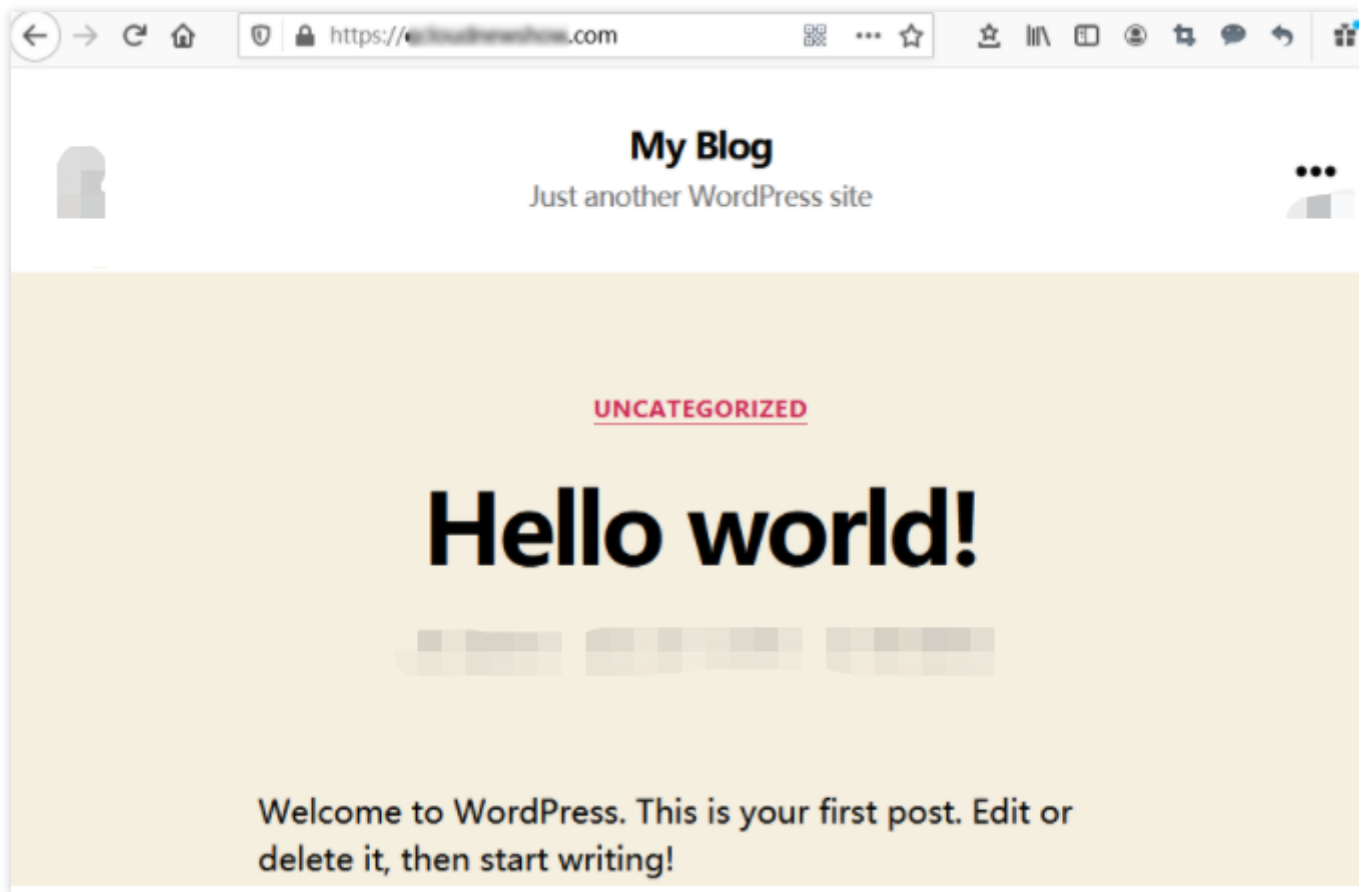 https://
.com
My Blog
Just another WordPress site
UNCATEGORIZED
Hello world!
Welcome to WordPress. This is your first post. Edit or
delete it, then start writing!